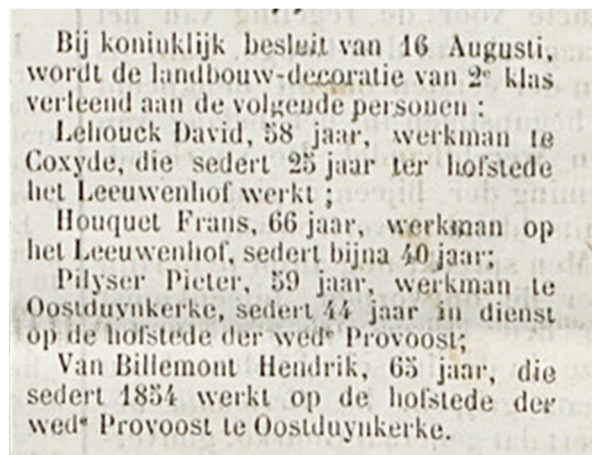 Bij koninklijk besluit van 16 Augusti,
wordt de landbouw-decoratie van 2e klas
verleend aan de volgende personen :
Lehouck David, 58 jaar, werkman te
Coxyde, die sedert 25 jaar ter hofstede
het Leeuwenhof werkt ;
Houquet Frans, 66 jaar, werkman op
het Leeuwenhof, sedert bijna 40 jaar;
Pilyser Pieter, 59 jaar, werkman te
Oostduynkerke, sedert 44 jaar in dienst
op de hofstede der wede Provoost;
Van Billemont Hendrik, 65 jaar, die
sedert 1854 werkt op de hofstede der
wede Provoost te Oostduynkerke.